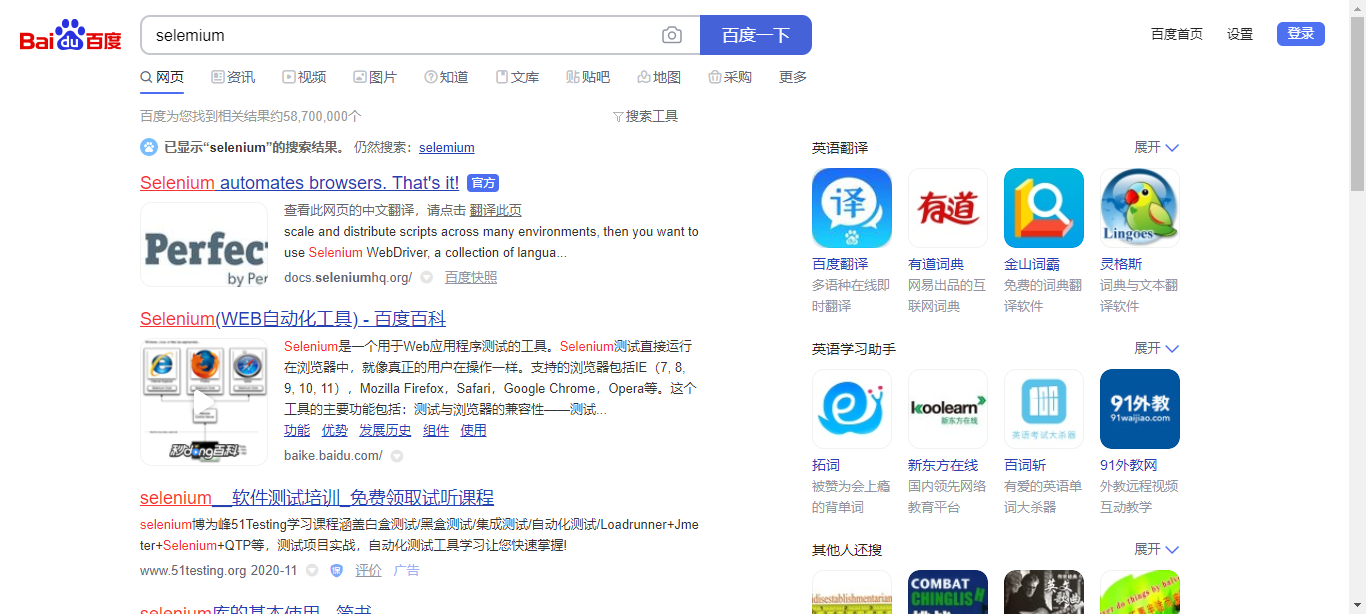 Bai du 百度
selemium
百度一下
百度首页 设置 登录
网页 资讯 视频 图片 知道 文库 贴吧 地图 采购 更多
百度为您找到相关结果约58,700,000个
搜索工具
已显示“selenium”的搜索结果。 仍然搜索：selemium
Selenium automates browsers. That's it! 官方
查看此网页的中文翻译，请点击 翻译此页
scale and distribute scripts across many environments, then you want to
use Selenium WebDriver, a collection of langua...
Perfec
by Per
docs.seleniumhq.org/ 百度快照
Selenium(WEB自动化工具) - 百度百科
Selenium是一个用于Web应用程序测试的工具。Selenium测试直接运行
在浏览器中，就像真正的用户在操作一样。支持的浏览器包括IE（7, 8,
9, 10, 11），Mozilla Firefox，Safari，Google Chrome，Opera等。这个
工具的主要功能包括：测试与浏览器的兼容性——测试...
功能 优势 发展历史 组件 使用
秒dong百科
baike.baidu.com/
selenium__软件测试培训_免费领取试听课程
selenium博为峰51Testing学习课程涵盖白盒测试/黑盒测试/集成测试/自动化测试/Loadrunner+Jme
ter+Selenium+QTP等，测试项目实战，自动化测试工具学习让您快速掌握!
www.51testing.org 2020-11 保 评价 广告
selenium库的基本使用 - 简书
英语翻译 展开
译 有道 Lingoes
百度翻译 有道词典 金山词霸 灵格斯
多语种在线即 网易出品的互 免费的词典翻 词典与文本翻
时翻译 联网词典 译软件 译软件
英语学习助手 展开
koolearn 新东方在线
英语考试大杀器
91外教
91waijiao.com
拓词 新东方在线 百词斩 91外教网
被赞为会上瘾 国内领先网络 有爱的英语单 外教远程视频
的背单词 教育平台 词大杀器 互动教学
其他人还搜 展开
COMBAT
CHINGLISH
英文
歌曲